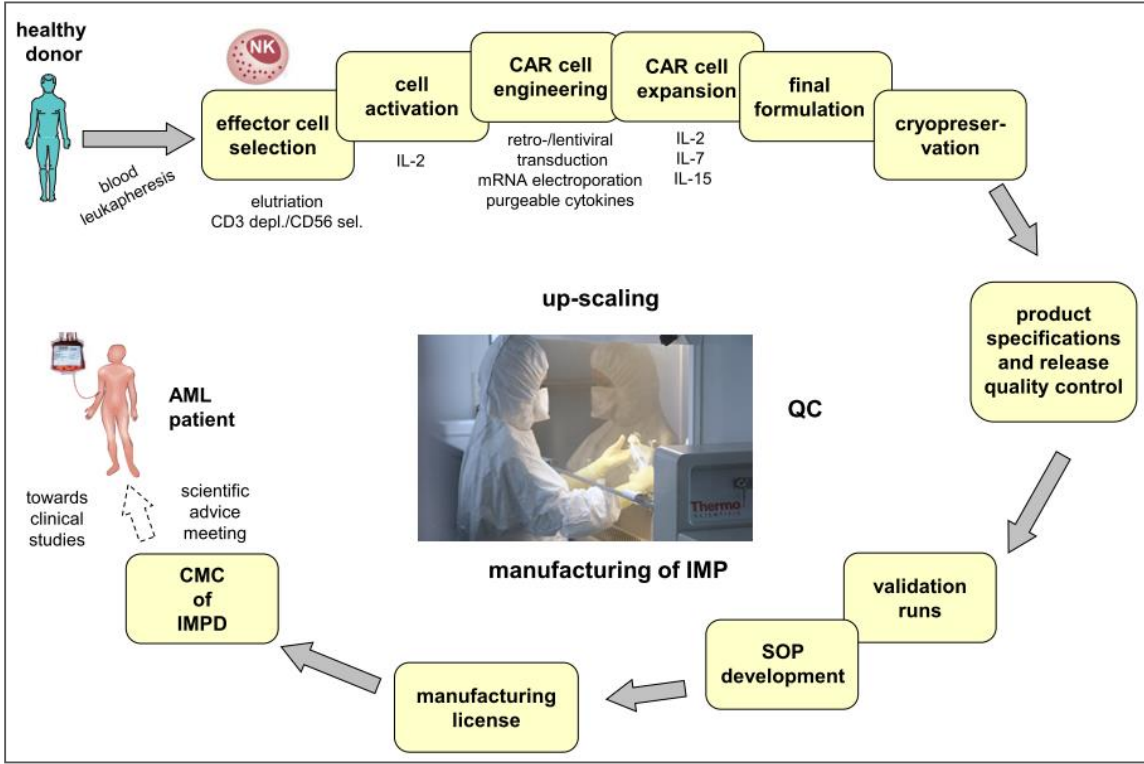 healthy
donor
NK
blood
leukapheresis
effector cell
selection
elutriation
CD3 depl./CD56 sel.
cell
activation
IL-2
CAR cell
engineering
retro-/lentiviral
transduction
mRNA electroporation
purgeable cytokines
CAR cell
expansion
IL-2
IL-7
IL-15
final
formulation
cryopreser-
vation
product
specifications
and release
quality control
up-scaling
QC
Thermo
SCIENTIFIC
manufacturing of IMP
validation
runs
SOP
development
manufacturing
license
CMC
of
IMPD
towards
clinical
studies
scientific
advice
meeting
AML
patient